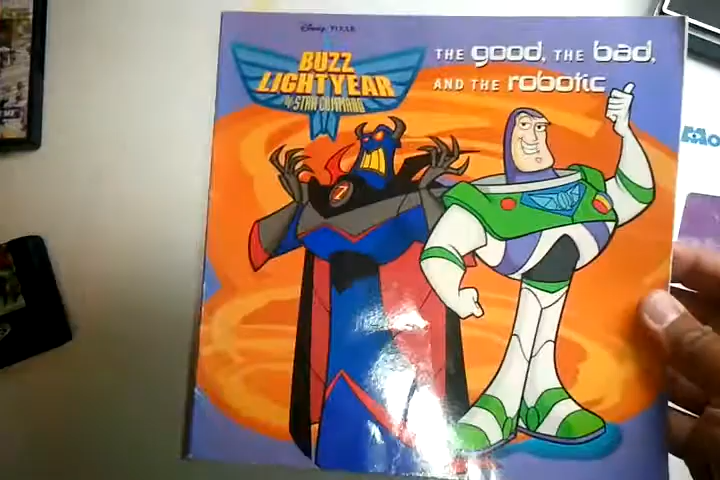 Disney PIXAR
BUZZ
LIGHTYEAR
of STAR COMMAND
THE good, THE bad,
AND THE robotic
Z